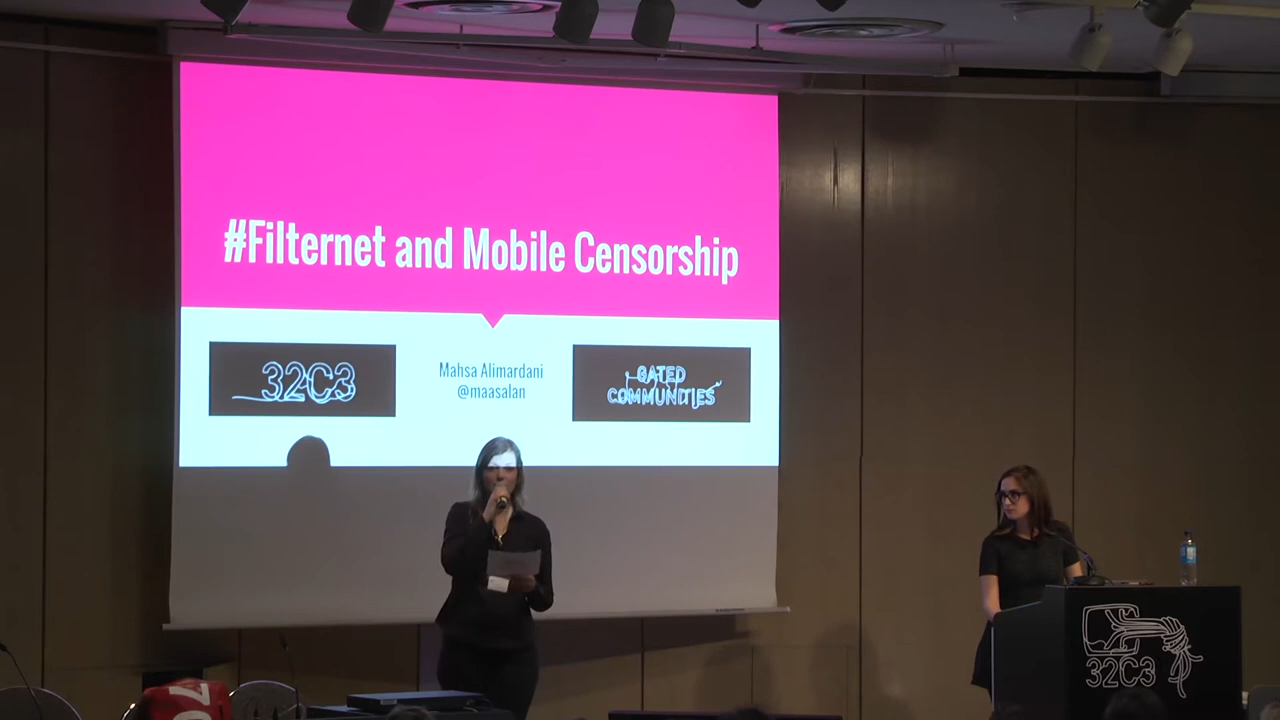 #Filternet and Mobile Censorship
32C3
Mahsa Alimardani
@maasalan
GATED
COMMUNITIES
32C3